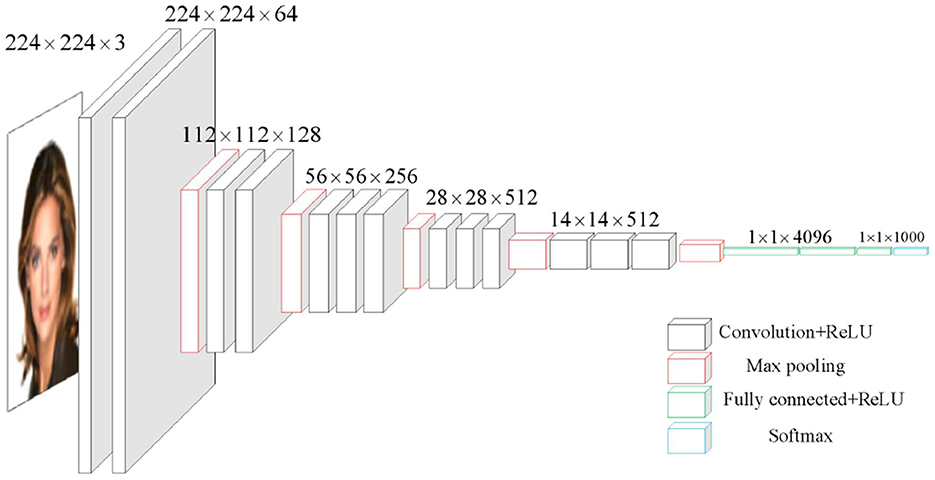 224×224×64
224×224×3
112×112×128
56×56×256
28×28×512
14×14×512
1×1×4096
1×1×1000
Convolution+ReLU
Max pooling
Fully connected+ReLU
Softmax